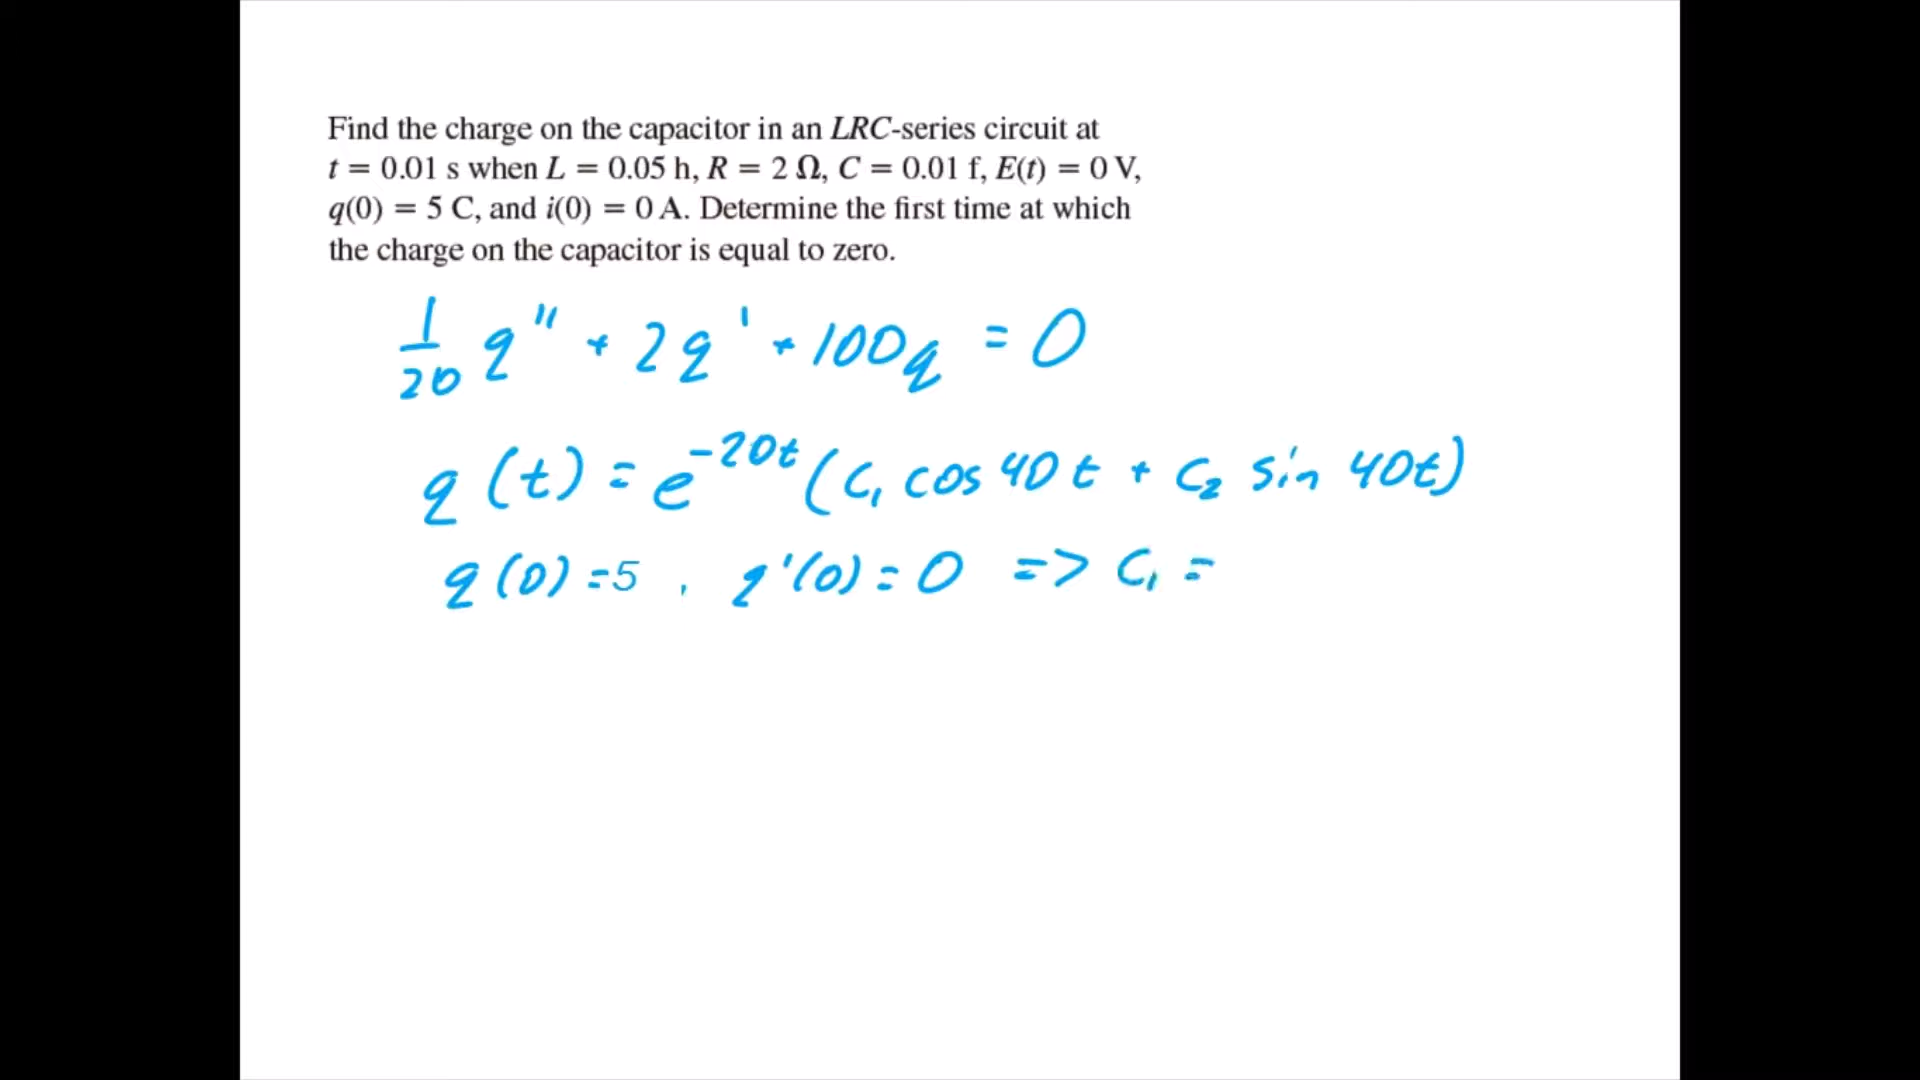 Find the charge on the capacitor in an LRC-series circuit at
t = 0.01 s when L = 0.05 h, R = 2 Ω, C = 0.01 f, E(t) = 0 V,
q(0) = 5 C, and i(0) = 0 A. Determine the first time at which
the charge on the capacitor is equal to zero.
1/20 q'' + 2q' + 100q = 0
q(t) = e^-20t (C₁ cos 40t + C₂ sin 40t)
q(0) = 5 , q'(0) = 0 => C₁ =